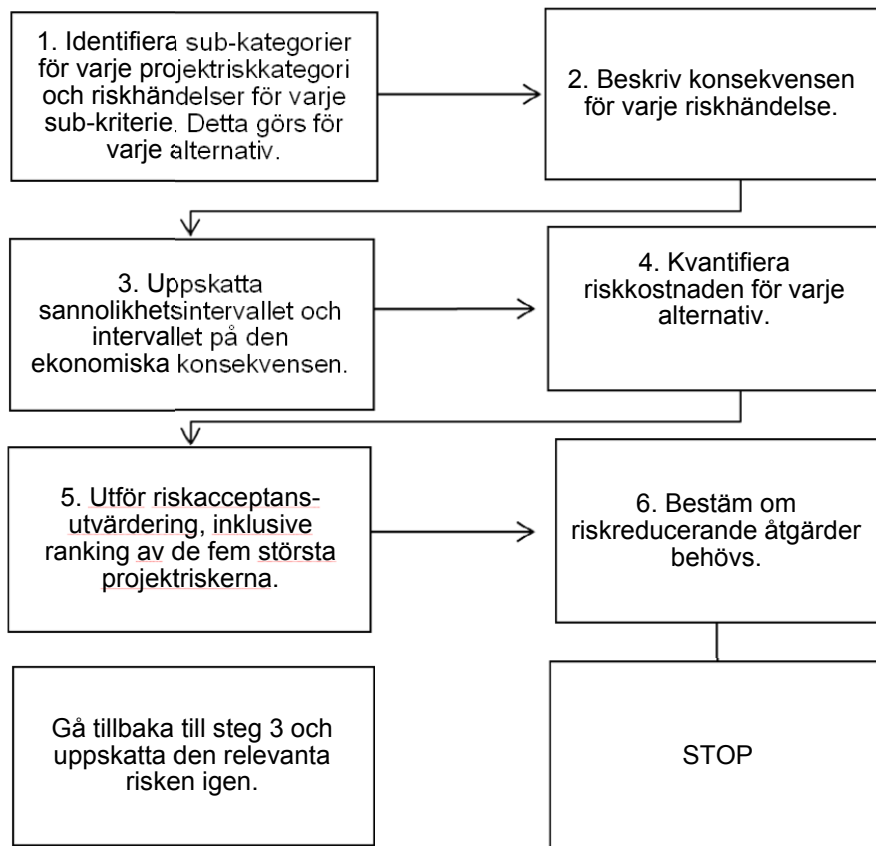 1. Identifiera sub-kategorier
för varje projektriskkategori
och riskhändelser för varje
sub-kriterie. Detta görs för
varje alternativ.
2. Beskriv konsekvensen
för varje riskhändelse.
3. Uppskatta
sannolikhetsintervallet och
intervallet på den
ekonomiska konsekvensen.
4. Kvantifiera
riskkostnaden för varje
alternativ.
5. Utför riskacceptans-
utvärdering, inklusive
ranking av de fem största
projektriskerna.
6. Bestäm om
riskreducerande åtgärder
behövs.
Gå tillbaka till steg 3 och
uppskatta den relevanta
risken igen.
STOP